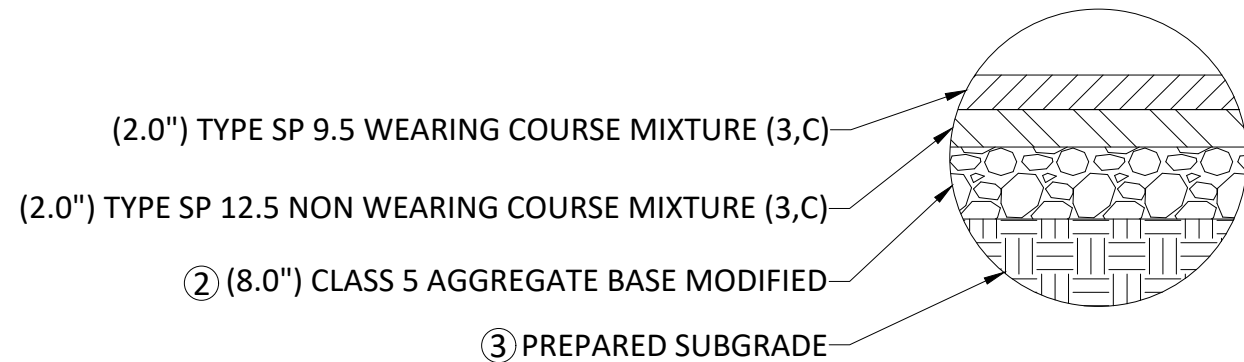 (2.0") TYPE SP 9.5 WEARING COURSE MIXTURE (3,C)
(2.0") TYPE SP 12.5 NON WEARING COURSE MIXTURE (3,C)
② (8.0") CLASS 5 AGGREGATE BASE MODIFIED
③ PREPARED SUBGRADE